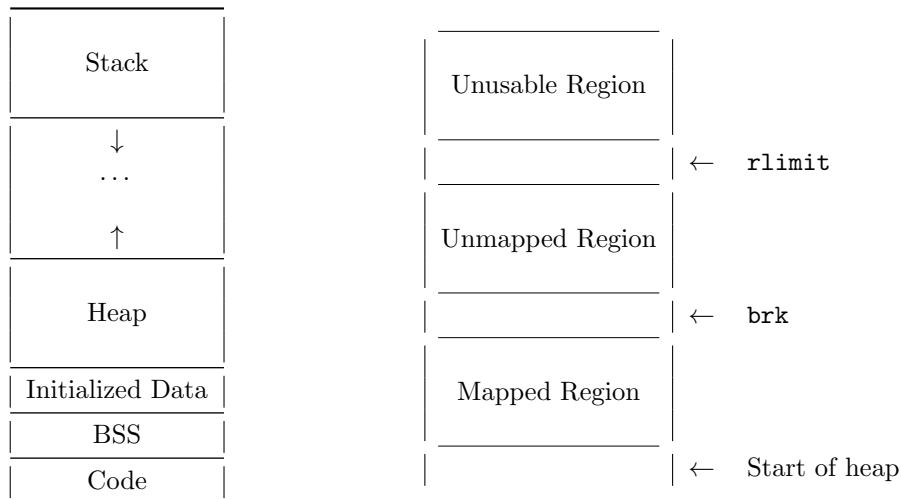 Stack
↓
...
↑
Heap
Initialized Data
BSS
Code
Unusable Region
← rlimit
Unmapped Region
← brk
Mapped Region
← Start of heap